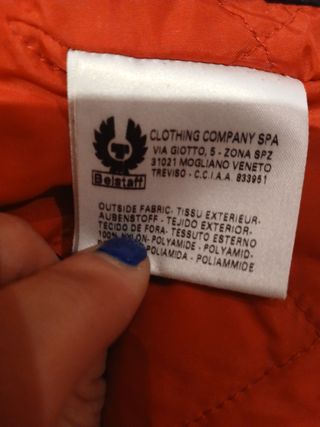 Belstaff
CLOTHING COMPANY SPA
VIA GIOTTO, 5 - ZONA SPZ
31021 MOGLIANO VENETO
TREVISO - C.C.I.A.A. 833951
OUTSIDE FABRIC- TISSU EXTERIEUR-
AUBENSTOFF - TEJIDO EXTERIOR-
TECIDO DE FORA- TESSUTO ESTERNO
100% NYLON- POLYAMIDE - POLYAMID-
POLIAMIDA - POLIAMMIDE